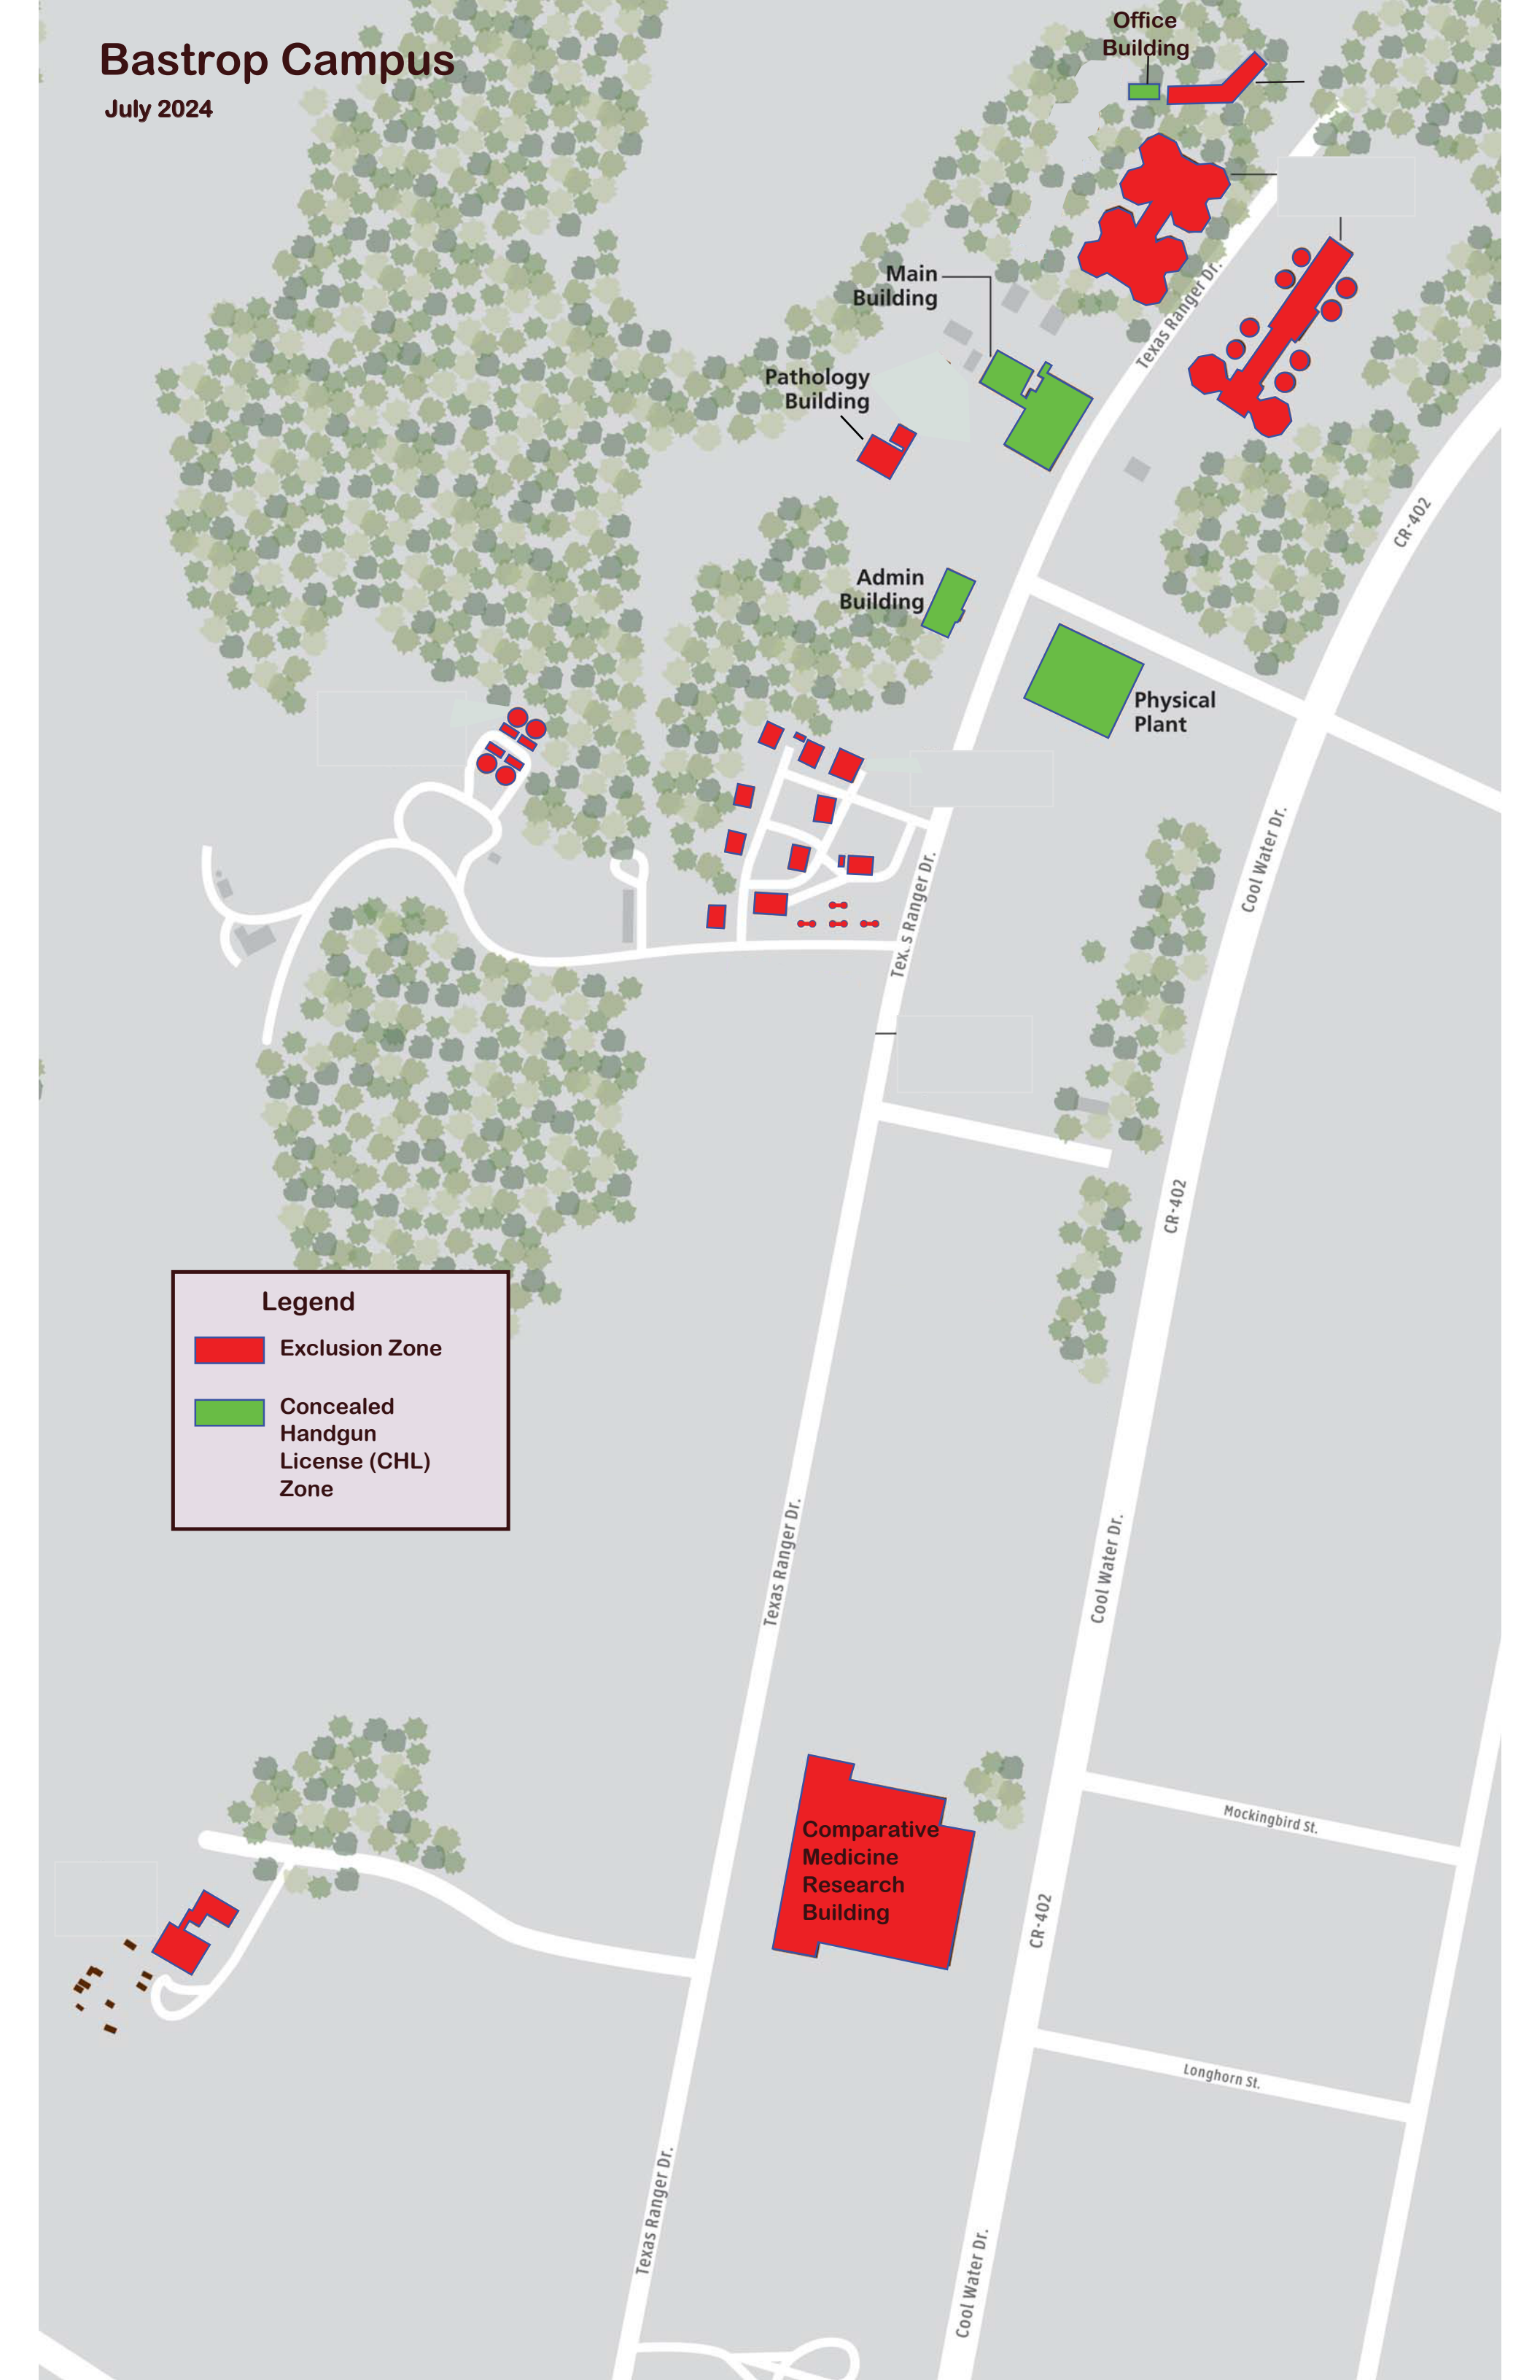 Bastrop Campus
July 2024
Office
Building
Main
Building
Texas Ranger Dr.
Pathology
Building
CR-402
Admin
Building
Physical
Plant
Cool Water Dr.
Texas Ranger Dr.
CR-402
Legend
Exclusion Zone
Concealed
Handgun
License (CHL)
Zone
Texas Ranger Dr.
Cool Water Dr.
Mockingbird St.
Comparative
Medicine
Research
Building
CR-402
Longhorn St.
Texas Ranger Dr.
Cool Water Dr.